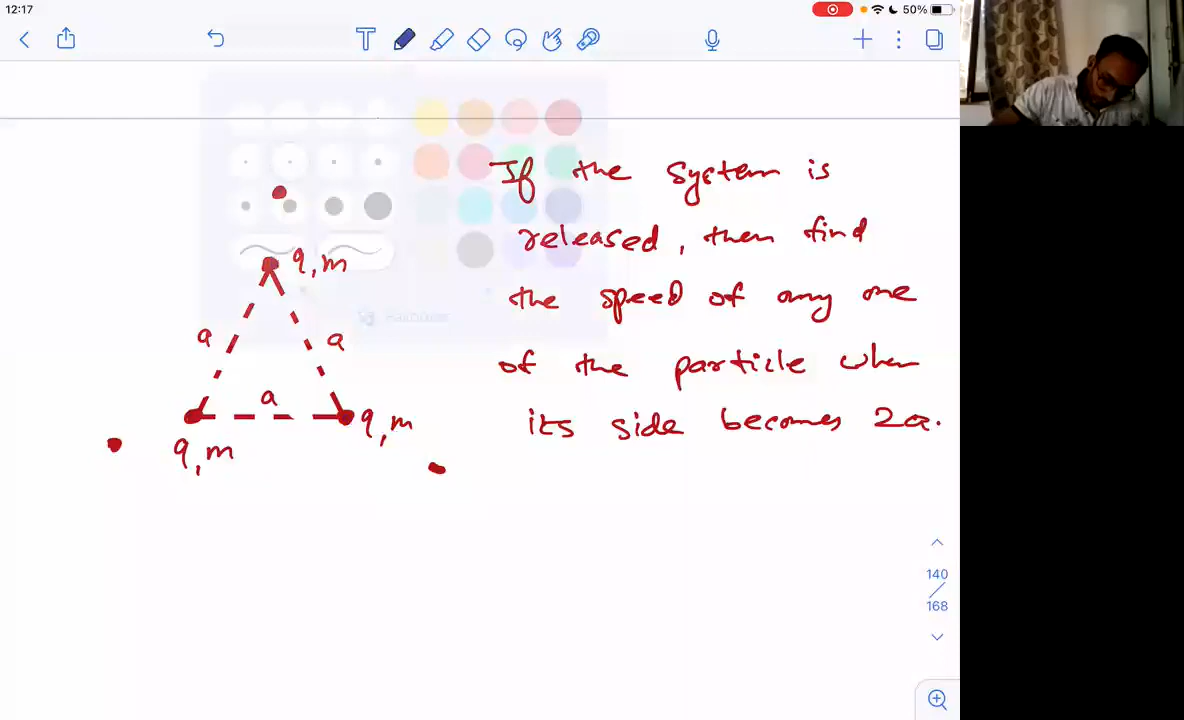 12:17
50%
If the system is
released, then find
the speed of any one
of the particle when
its side becomes 2a.
q, m
a
a
a
q, m
q, m
140
168